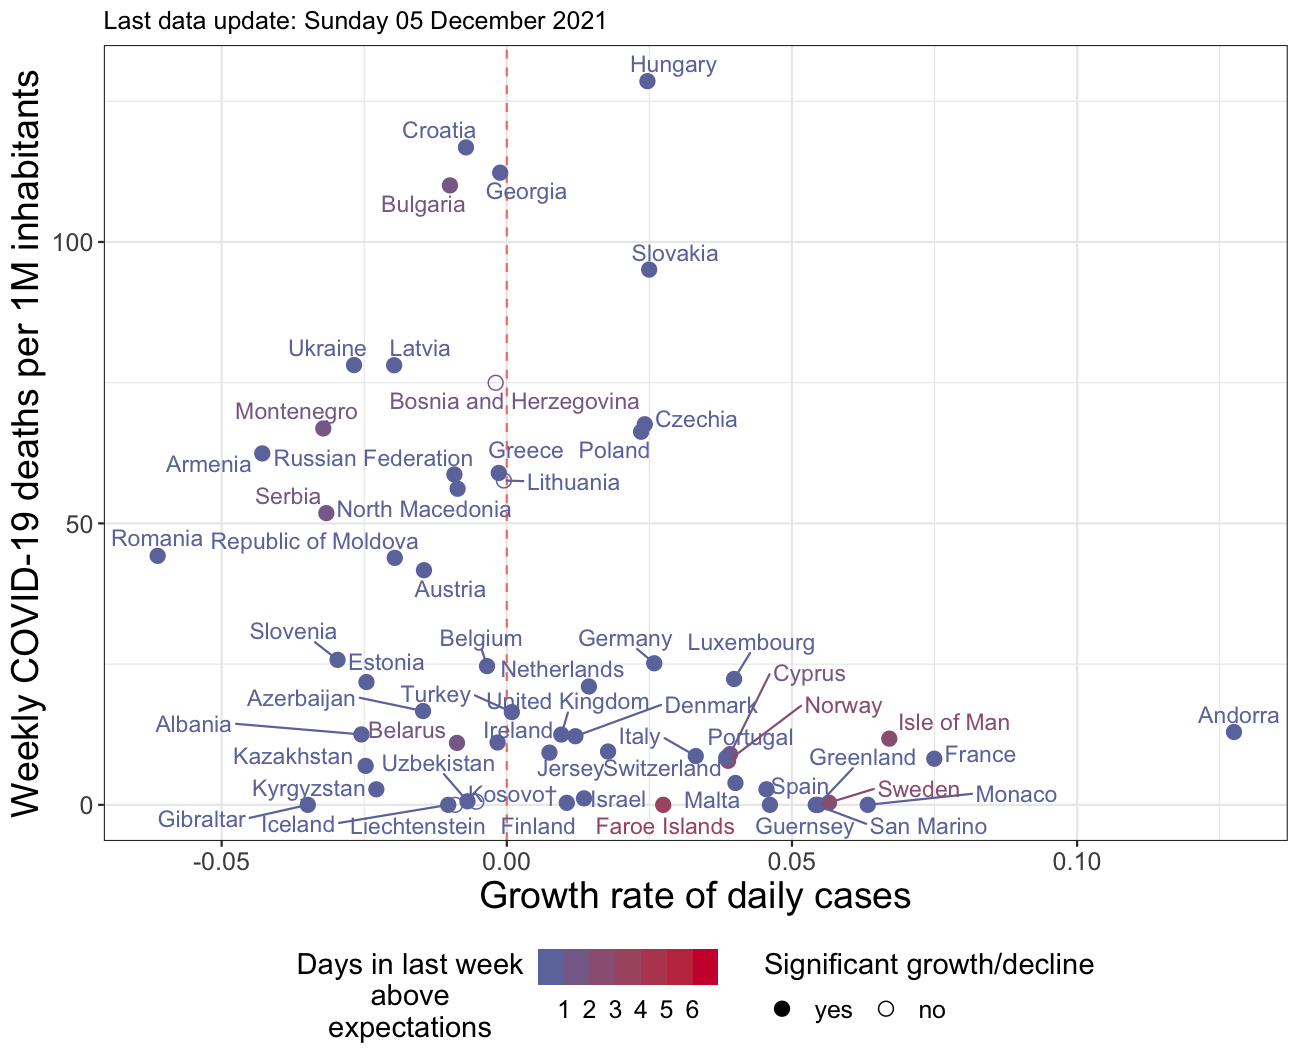 Last data update: Sunday 05 December 2021
Weekly COVID-19 deaths per 1M inhabitants
Hungary
Croatia
Georgia
Bulgaria
100
Slovakia
Ukraine Latvia
Bosnia and Herzegovina
Montenegro
Czechia
Armenia Russian Federation Greece Poland
Lithuania
Serbia
North Macedonia
50
Romania Republic of Moldova
Austria
Slovenia Belgium Germany Luxembourg
Estonia Netherlands Cyprus
Azerbaijan Turkey United Kingdom Denmark Norway
Albania Belarus Ireland Italy Portugal Isle of Man Andorra
Kazakhstan Uzbekistan Jersey Switzerland Greenland France
Kyrgyzstan Kosovo† Israel Malta Spain Sweden Monaco
0
Gibraltar Iceland Liechtenstein Finland Faroe Islands Guernsey San Marino
-0.05 0.00 0.05 0.10
Growth rate of daily cases
Days in last week
above
expectations
1 2 3 4 5 6
Significant growth/decline
yes no